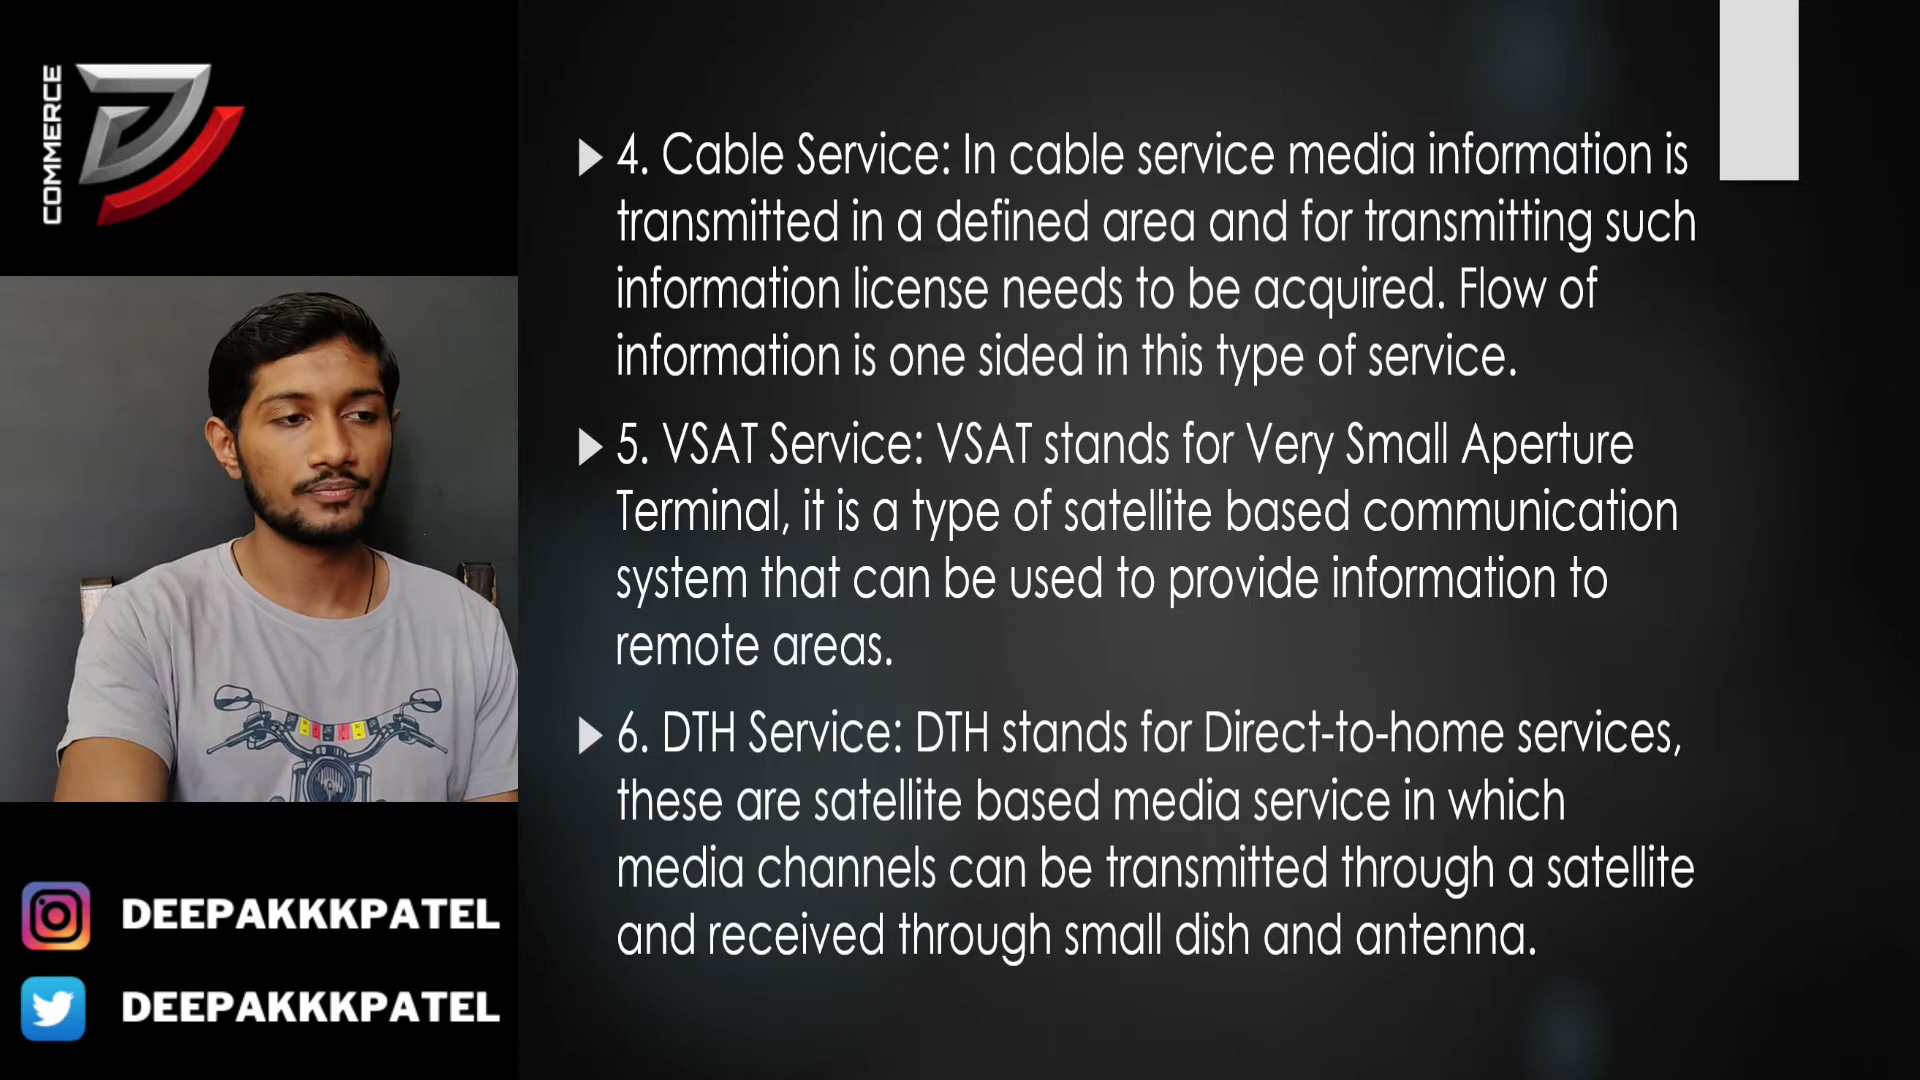 COMMERCE
4. Cable Service: In cable service media information is
transmitted in a defined area and for transmitting such
information license needs to be acquired. Flow of
information is one sided in this type of service.
5. VSAT Service: VSAT stands for Very Small Aperture
Terminal, it is a type of satellite based communication
system that can be used to provide information to
remote areas.
6. DTH Service: DTH stands for Direct-to-home services,
these are satellite based media service in which
media channels can be transmitted through a satellite
and received through small dish and antenna.
DEEPAKKKPATEL
DEEPAKKKPATEL